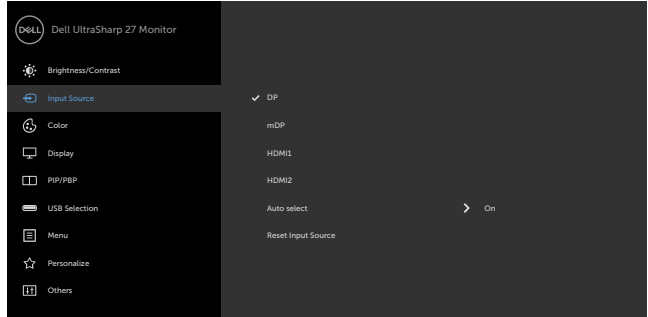 DELL Dell UltraSharp 27 Monitor
Brightness/Contrast
Input Source
DP
Color
mDP
Display
HDMI1
PIP/PBP
HDMI2
USB Selection
Auto select On
Menu
Reset Input Source
Personalize
Others